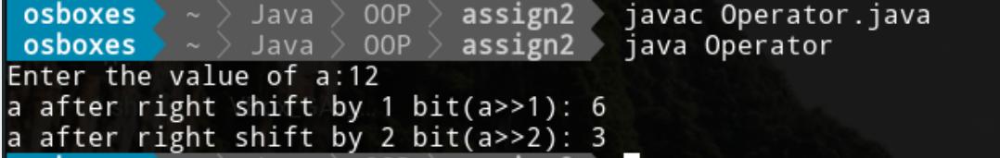 osboxes ~ Java OOP assign2 javac Operator.java
osboxes ~ Java OOP assign2 java Operator
Enter the value of a:12
a after right shift by 1 bit(a>>1): 6
a after right shift by 2 bit(a>>2): 3